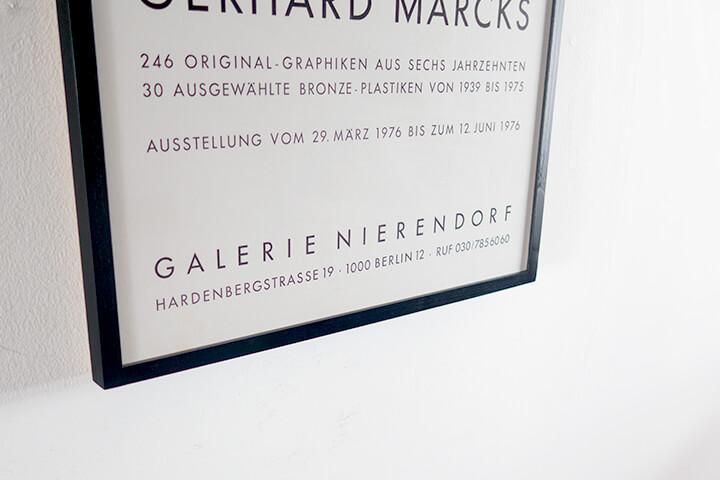 GERHARD MARCKS
246 ORIGINAL-GRAPHIKEN AUS SECHS JAHRZEHNTEN
30 AUSGEWÄHLTE BRONZE-PLASTIKEN VON 1939 BIS 1975
AUSSTELLUNG VOM 29. MÄRZ 1976 BIS ZUM 12. JUNI 1976
GALERIE NIERENDORF
HARDENBERGSTRASSE 19 · 1000 BERLIN 12 · RUF 030/7856060